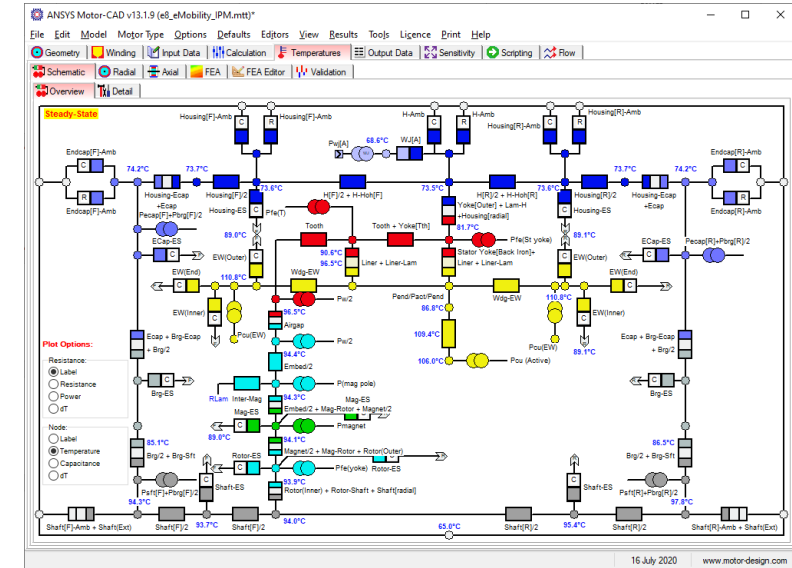 ANSYS Motor-CAD v13.1.9 (e8_eMobility_IPM.mtt)*
File Edit Model Motor Type Options Defaults Editors View Results Tools Licence Print Help
Geometry Winding Input Data Calculation Temperatures Output Data Sensitivity Scripting Flow
Schematic Radial Axial FEA FEA Editor Validation
Overview Detail
Steady-State
Housing[F]-Amb C R Housing[F]-Amb
H-Amb C R H-Amb
Housing[R]-Amb C R Housing[R]-Amb
Pwj[A] 68.6°C WJ[A]
Endcap[F]-Amb
C
R
Endcap[F]-Amb
Endcap[R]-Amb
C
R
Endcap[R]-Amb
74.2°C 73.7°C
73.7°C 74.2°C
Housing-Ecap
+Ecap
Housing[F]/2
73.6°C
H[F]/2 + H-Hoh[F]
73.5°C
H[R]/2 + H-Hoh[R]
73.6°C
Housing[R]/2
Housing-Ecap
+Ecap
Pecap[F]+Pbrg[F]/2
Housing-ES
C
Pfe(T)
Yoke[Outer] + Lam-H
+Housing[radial]
81.7°C
Housing-ES
C
Tooth
Tooth + Yoke[Tth]
Pfe(St yoke)
89.0°C
89.1°C
ECap-ES
C
EW(Outer)
C
90.6°C
96.5°C
Liner + Liner-Lam
Stator Yoke[Back Iron]+
Liner + Liner-Lam
EW(Outer)
C
ECap-ES
C
Pecap[R]+Pbrg[R]/2
EW(End)
C
110.8°C
Wdg-EW
Wdg-EW
110.8°C
EW(End)
C
EW(Inner)
C
Pcu(EW)
Pw/2
96.5°C
Airgap
Pend/Pact/Pend
86.8°C
EW(Inner)
C
Pcu(EW)
89.1°C
Plot Options:
Resistance:
Label
Resistance
Power
dT
Node:
Label
Temperature
Capacitance
dT
Ecap + Brg-Ecap
+ Brg/2
Pw/2
94.4°C
Embed/2
109.4°C
106.0°C
Pcu (Active)
Ecap + Brg-Ecap
+ Brg/2
C
Brg-ES
RLam Inter-Mag
P(mag pole)
94.3°C
Embed/2 + Mag-Rotor + Magnet/2
Mag-ES
C
Brg-ES
Mag-ES
C
89.0°C
Pmagnet
94.1°C
Magnet/2 + Mag-Rotor + Rotor(Outer)
85.1°C
Brg/2 + Brg-Sft
86.5°C
Brg/2 + Brg-Sft
Rotor-ES
C
Pfe(yoke)
Rotor-ES
93.9°C
Rotor(Inner) + Rotor-Shaft + Shaft[radial]
Psft[F]+Pbrg[F]/2
C
Shaft-ES
C
Shaft-ES
Psft[R]+Pbrg[R]/2
94.3°C
97.8°C
Shaft[F]-Amb + Shaft(Ext)
Shaft[F]/2
93.7°C
Shaft[F]/2
94.0°C
65.0°C
Shaft[R]/2
95.4°C
Shaft[R]/2
Shaft[R]-Amb + Shaft(Ext)
16 July 2020 www.motor-design.com